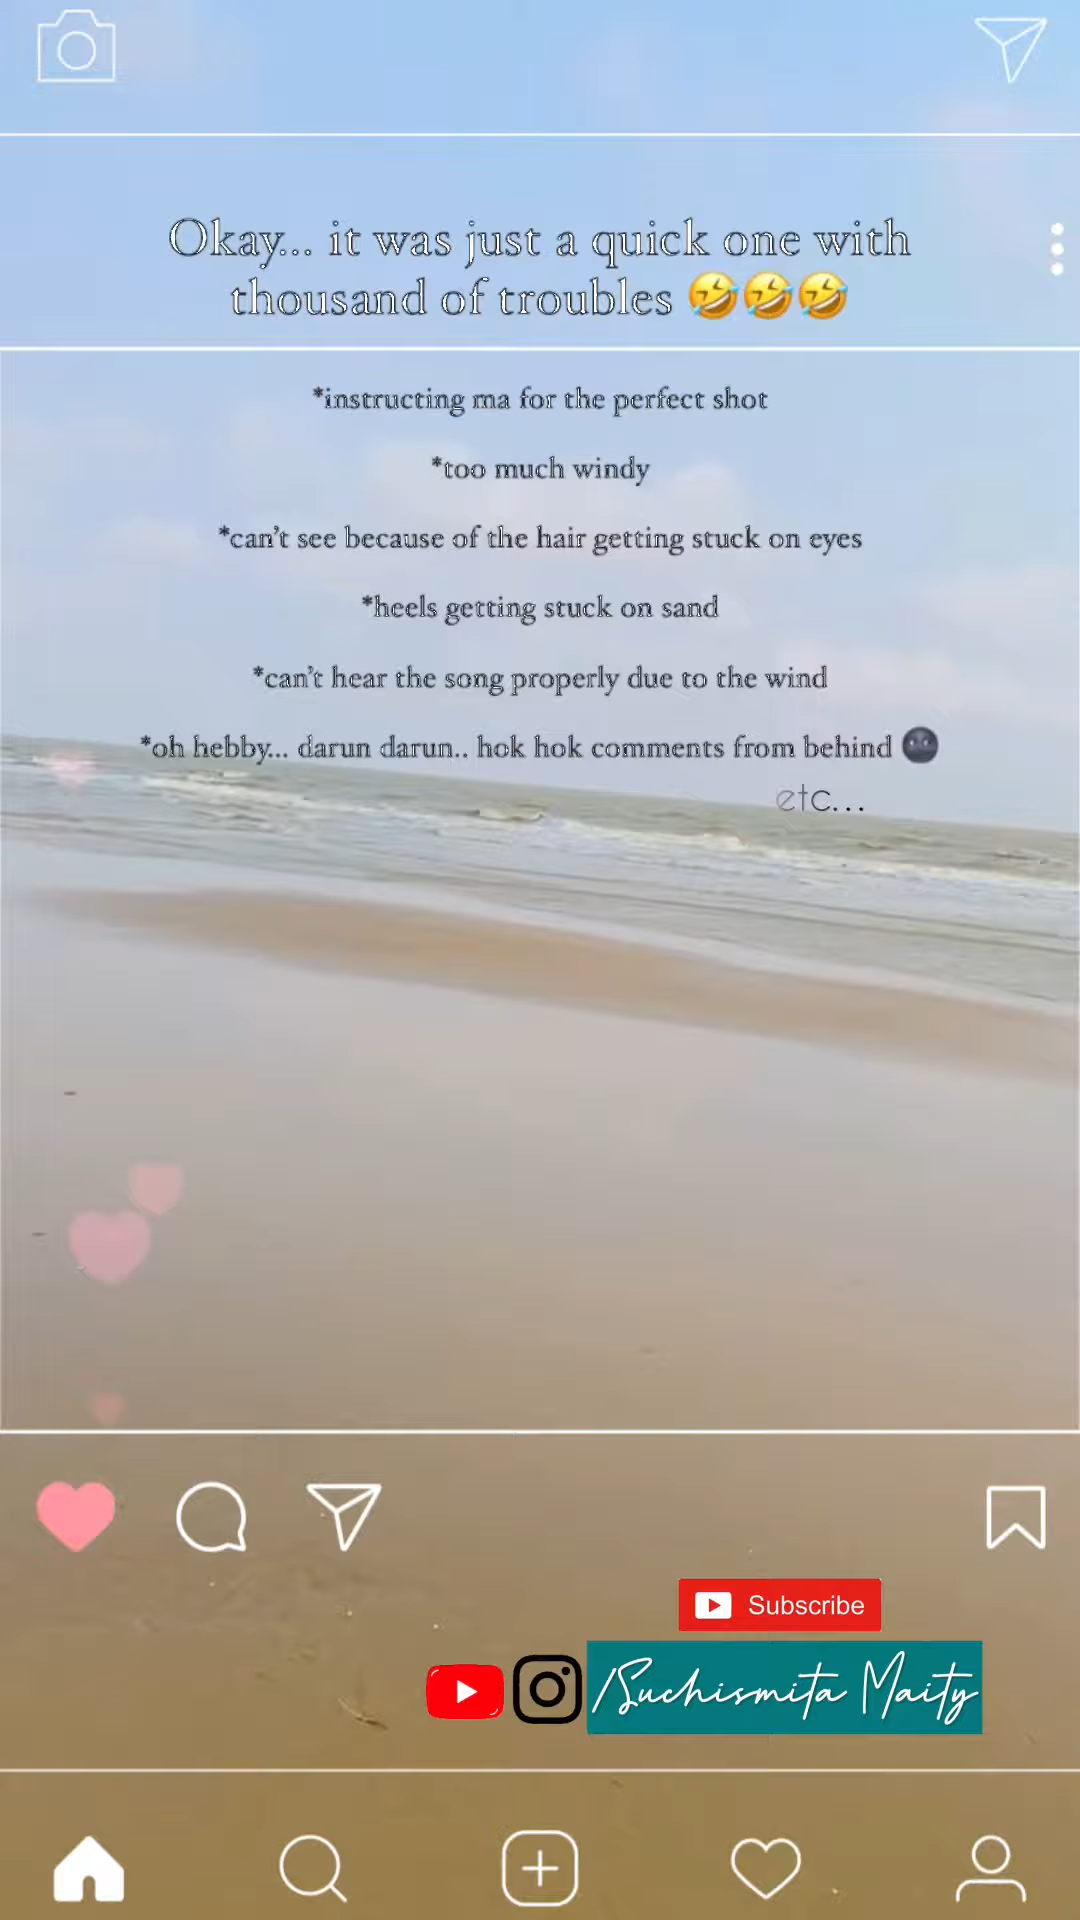 Okay... it was just a quick one with
thousand of troubles 🤣🤣🤣
*instructing ma for the perfect shot
*too much windy
*can't see because of the hair getting stuck on eyes
*heels getting stuck on sand
*can't hear the song properly due to the wind
*oh hebby... darun darun.. hok hok comments from behind 🌚
etc...
Subscribe
/Suchismita Maity